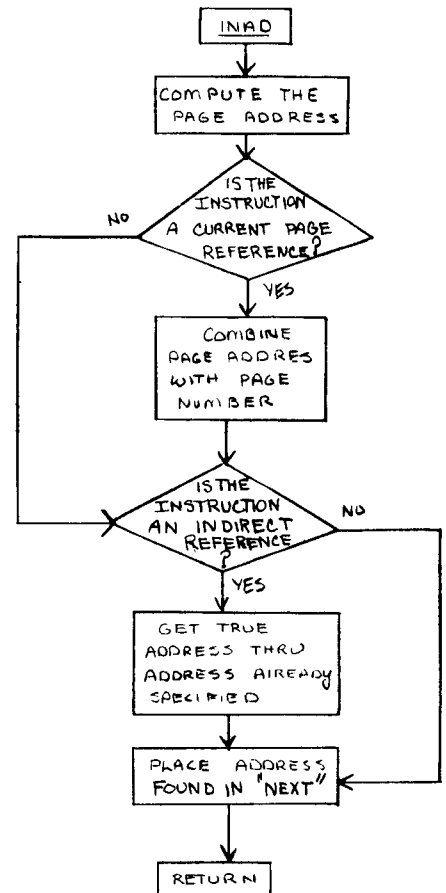 INAD
COMPUTE THE
PAGE ADDRESS
IS THE
INSTRUCTION
A CURRENT PAGE
REFERENCE?
NO
YES
COMBINE
PAGE ADDRES
WITH PAGE
NUMBER
IS THE
INSTRUCTION
AN INDIRECT
REFERENCE
?
NO
YES
GET TRUE
ADDRESS THRU
ADDRESS AlREADY
SPECIFIED
PLACE ADDRESS
FOUND IN "NEXT"
RETURN